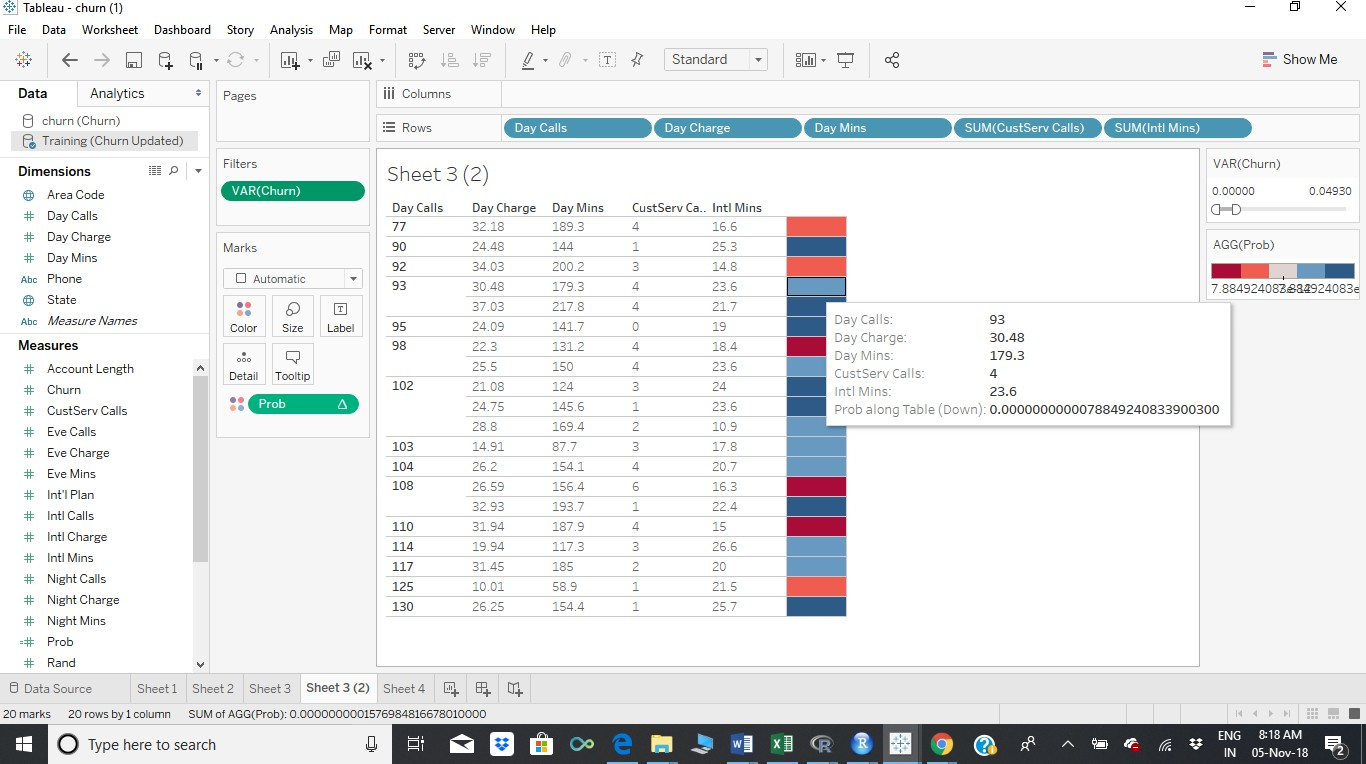 Tableau - churn (1)
File Data Worksheet Dashboard Story Analysis Map Format Server Window Help
Standard
Show Me
Data Analytics
churn (Churn)
Training (Churn Updated)
Dimensions
Area Code
Day Calls
Day Charge
Day Mins
Abc Phone
State
Abc Measure Names
Measures
Account Length
Churn
CustServ Calls
Eve Calls
Eve Charge
Eve Mins
Int'l Plan
Intl Calls
Intl Charge
Intl Mins
Night Calls
Night Charge
Night Mins
Prob
Rand
Pages
Filters
VAR(Churn)
Marks
Automatic
Color Size Label
Detail Tooltip
Prob
Columns
Rows Day Calls Day Charge Day Mins SUM(CustServ Calls) SUM(Intl Mins)
Sheet 3 (2)
Day Calls Day Charge Day Mins CustServ Ca.. Intl Mins
77 32.18 189.3 4 16.6
90 24.48 144 1 25.3
92 34.03 200.2 3 14.8
93 30.48 179.3 4 23.6
37.03 217.8 4 21.7
95 24.09 141.7 0 19
98 22.3 131.2 4 18.4
25.5 150 4 23.6
102 21.08 124 3 24
24.75 145.6 1 23.6
28.8 169.4 2 10.9
103 14.91 87.7 3 17.8
104 26.2 154.1 4 20.7
108 26.59 156.4 6 16.3
32.93 193.7 1 22.4
110 31.94 187.9 4 15
114 19.94 117.3 3 26.6
117 31.45 185 2 20
125 10.01 58.9 1 21.5
130 26.25 154.4 1 25.7
Day Calls: 93
Day Charge: 30.48
Day Mins: 179.3
CustServ Calls: 4
Intl Mins: 23.6
Prob along Table (Down): 0.0000000000078849240833900300
VAR(Churn)
0.00000 0.04930
AGG(Prob)
Data Source Sheet 1 Sheet 2 Sheet 3 Sheet 3 (2) Sheet 4
20 marks 20 rows by 1 column SUM of AGG(Prob): 0.0000000001576984816678010000
Type here to search
ENG
IN
8:18 AM
05-Nov-18
2